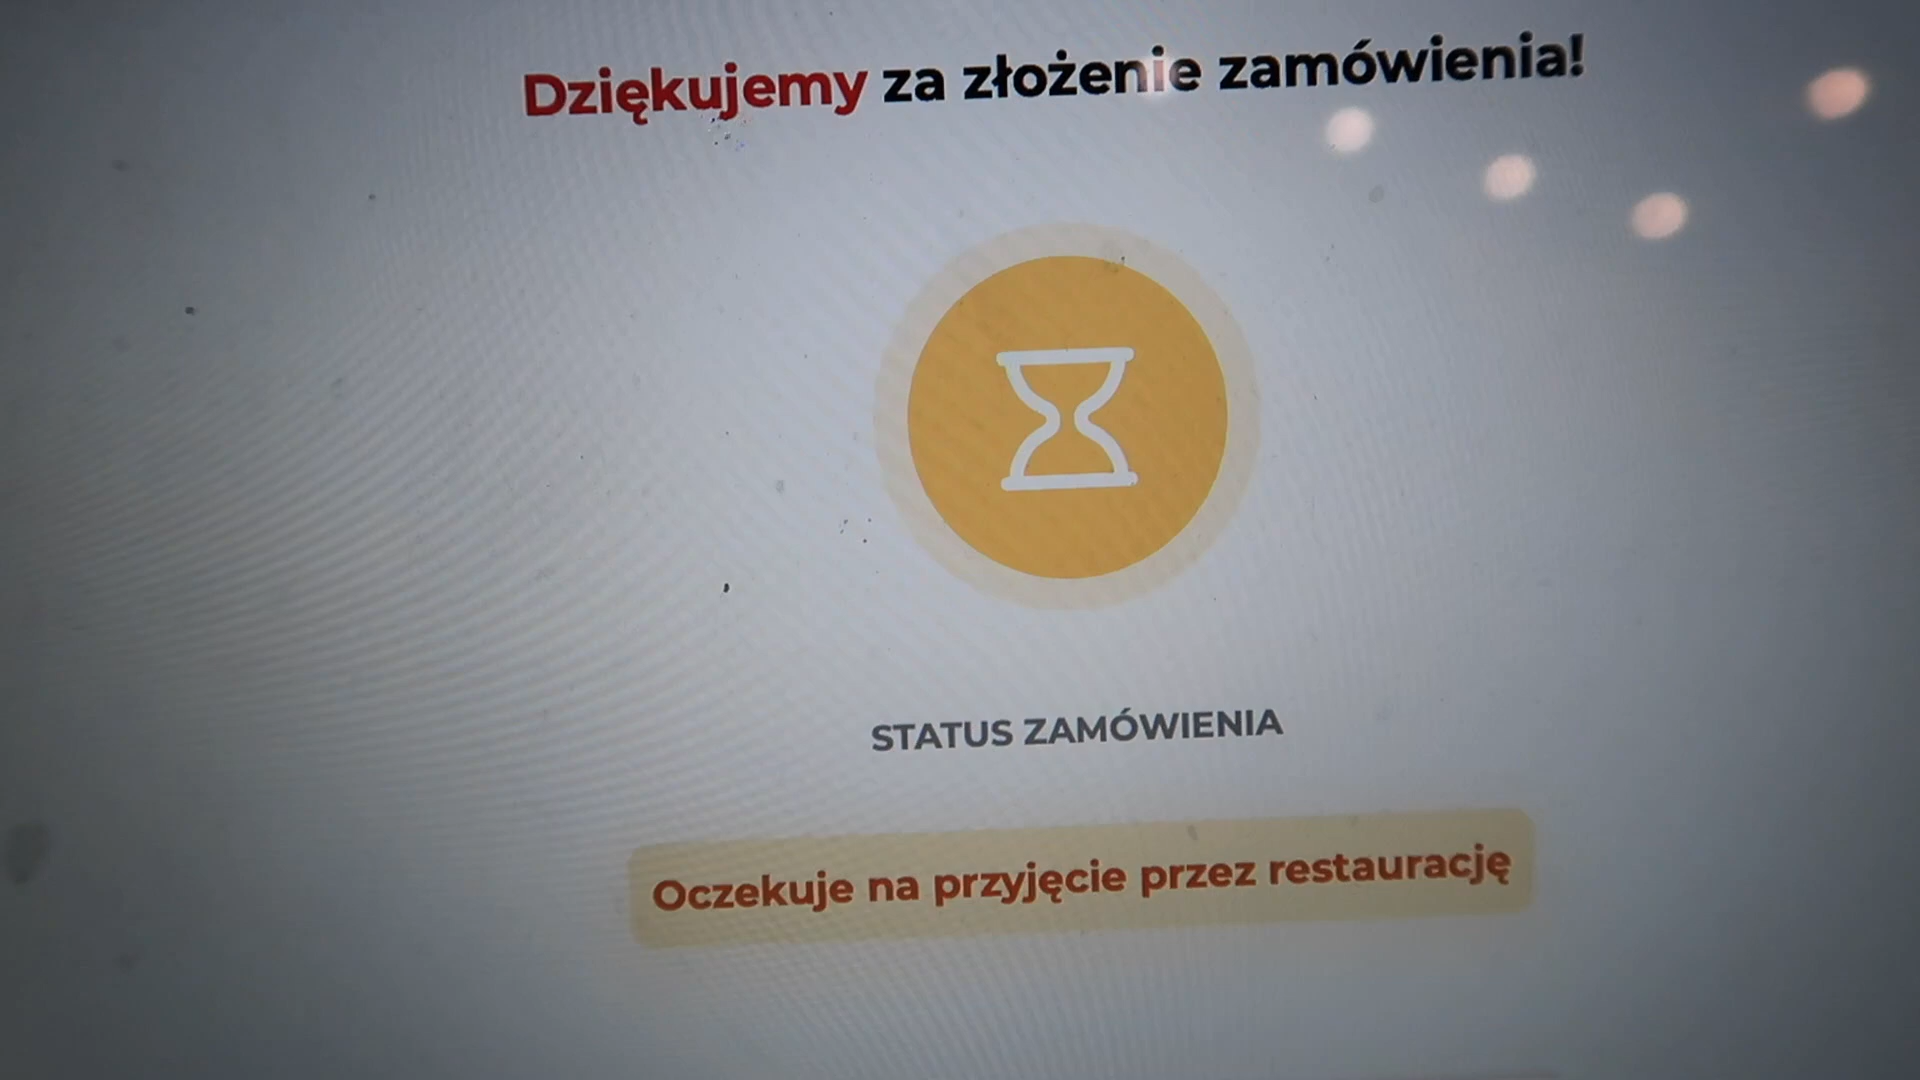 Dziękujemy za złożenie zamówienia!
STATUS ZAMÓWIENIA
Oczekuje na przyjęcie przez restaurację